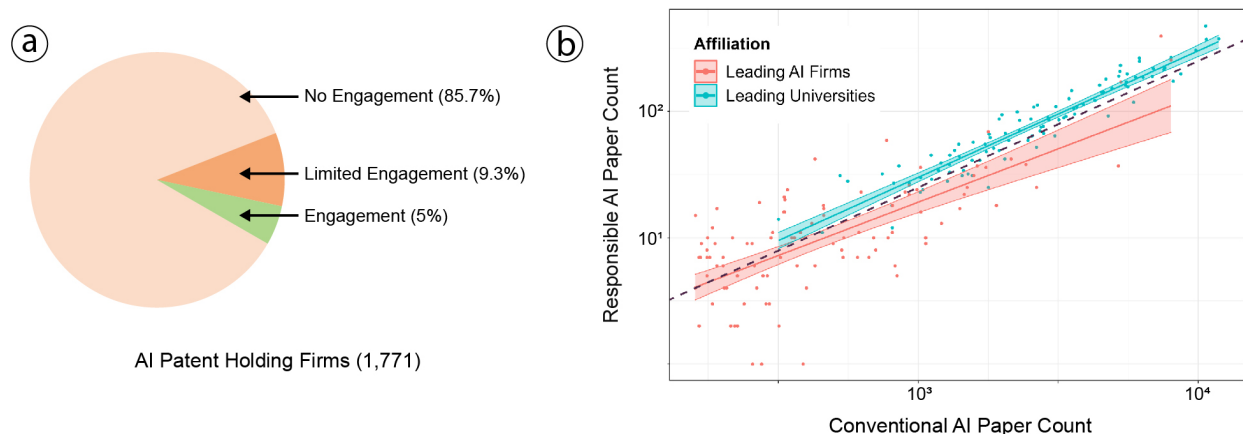 a
No Engagement (85.7%)
Limited Engagement (9.3%)
Engagement (5%)
AI Patent Holding Firms (1,771)
b
Affiliation
Leading AI Firms
Leading Universities
Responsible AI Paper Count
10²
10¹
10³
10⁴
Conventional AI Paper Count